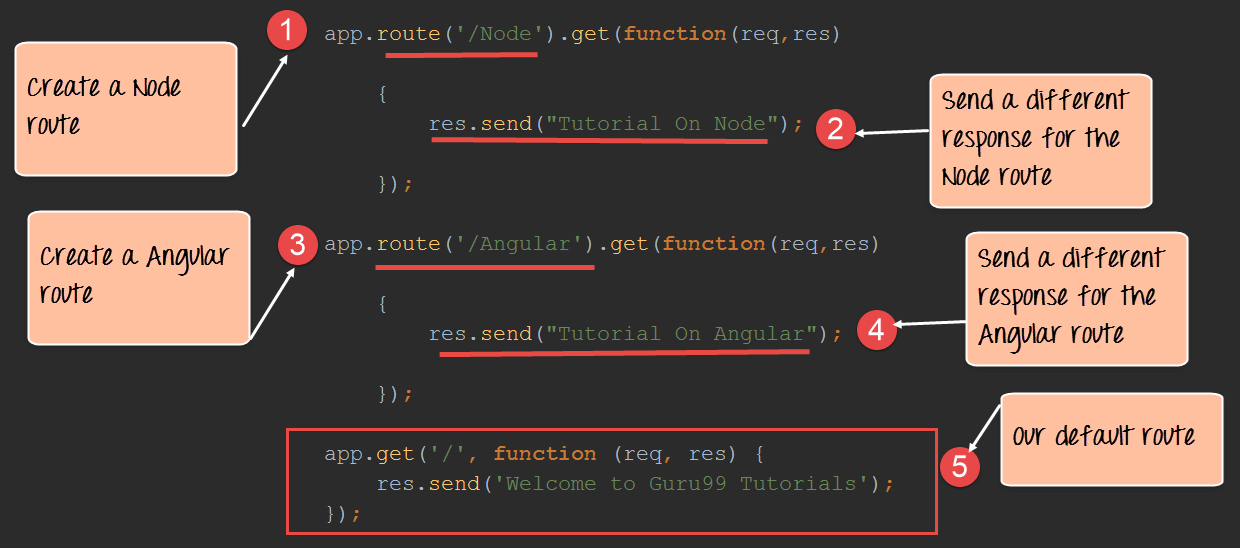 1
app.route('/Node').get(function(req,res)
Create a Node
route
{
res.send("Tutorial On Node");
2
Send a different
response for the
Node route
});
3
app.route('/Angular').get(function(req,res)
Create a Angular
route
{
res.send("Tutorial On Angular");
4
Send a different
response for the
Angular route
});
app.get('/', function (req, res) {
res.send('Welcome to Guru99 Tutorials');
});
5
Our default route